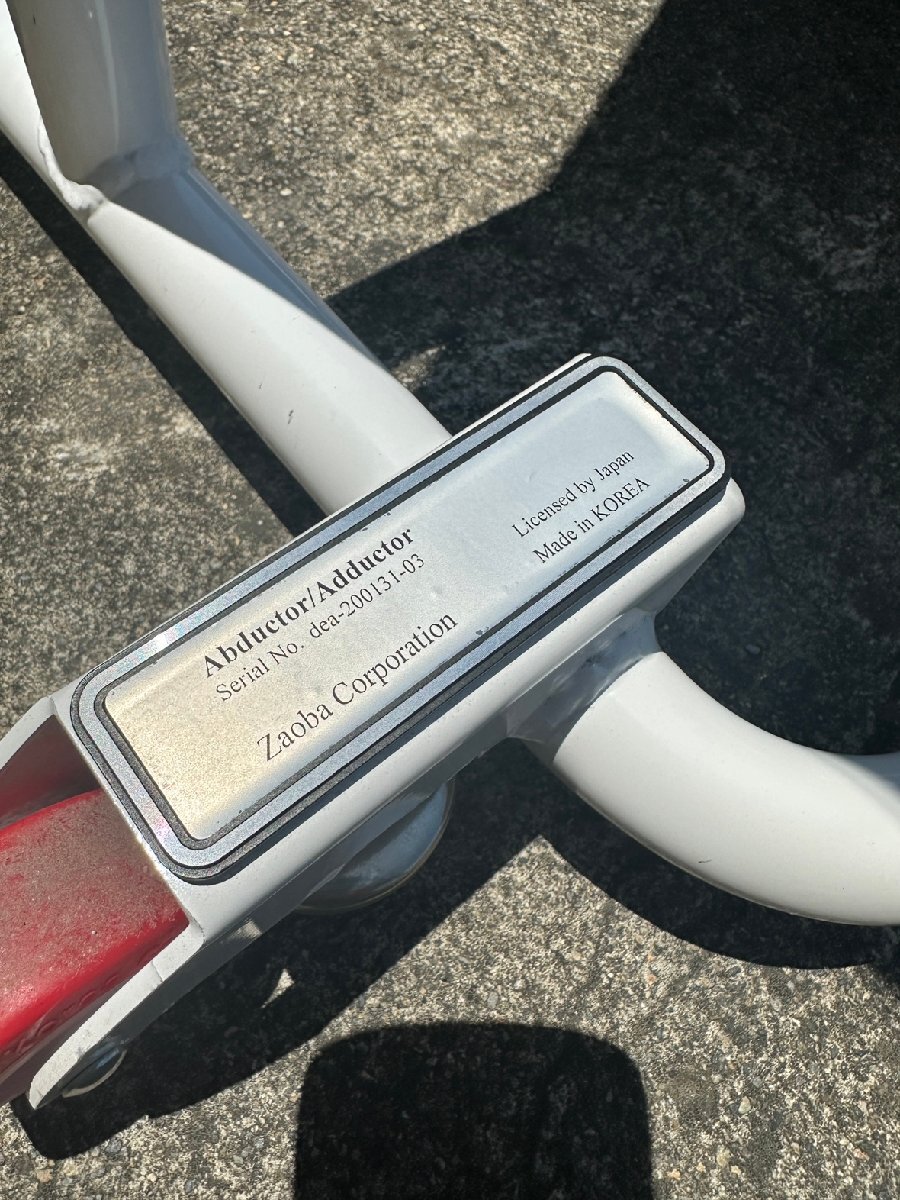 Abductor/Adductor
Serial No. dea-200131-03
Zaoba Corporation
Licensed by Japan
Made in KOREA